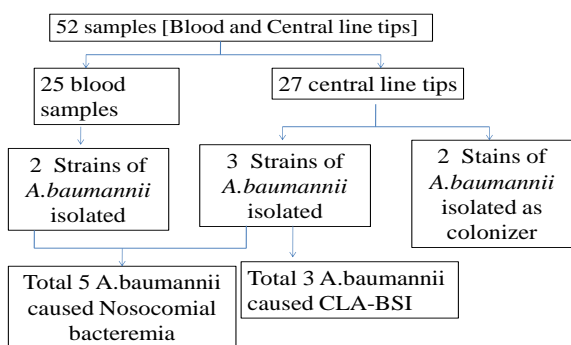 52 samples [Blood and Central line tips]
25 blood
samples
27 central line tips
2 Strains of
A.baumannii
isolated
3 Strains of
A.baumannii
isolated
2 Stains of
A.baumannii
isolated as
colonizer
Total 5 A.baumannii
caused Nosocomial
bacteremia
Total 3 A.baumannii
caused CLA-BSI